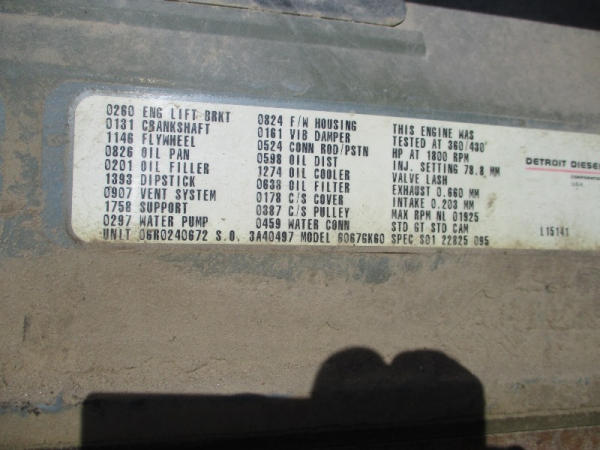 0260 ENG LIFT BRKT
0131 CRANKSHAFT
1146 FLYWHEEL
0826 OIL PAN
0201 OIL FILLER
1393 DIPSTICK
0907 VENT SYSTEM
1758 SUPPORT
0297 WATER PUMP
0824 F/W HOUSING
0161 VIB DAMPER
0524 CONN ROD/PSTN
0598 OIL DIST
1274 OIL COOLER
0638 OIL FILTER
0178 C/S COVER
0387 C/S PULLEY
0459 WATER CONN
THIS ENGINE WAS
TESTED AT 360/430
HP AT 1800 RPM
INJ. SETTING 78.8 MM
VALVE LASH
EXHAUST 0.660 MM
INTAKE 0.203 MM
MAX RPM NL 01925
STD GT STD CAM
UNIT 06R0240672 S.O. 3A40497 MODEL 6067GK60 SPEC S01 22825 095
DETROIT DIESEL
CORPORATION
L15141